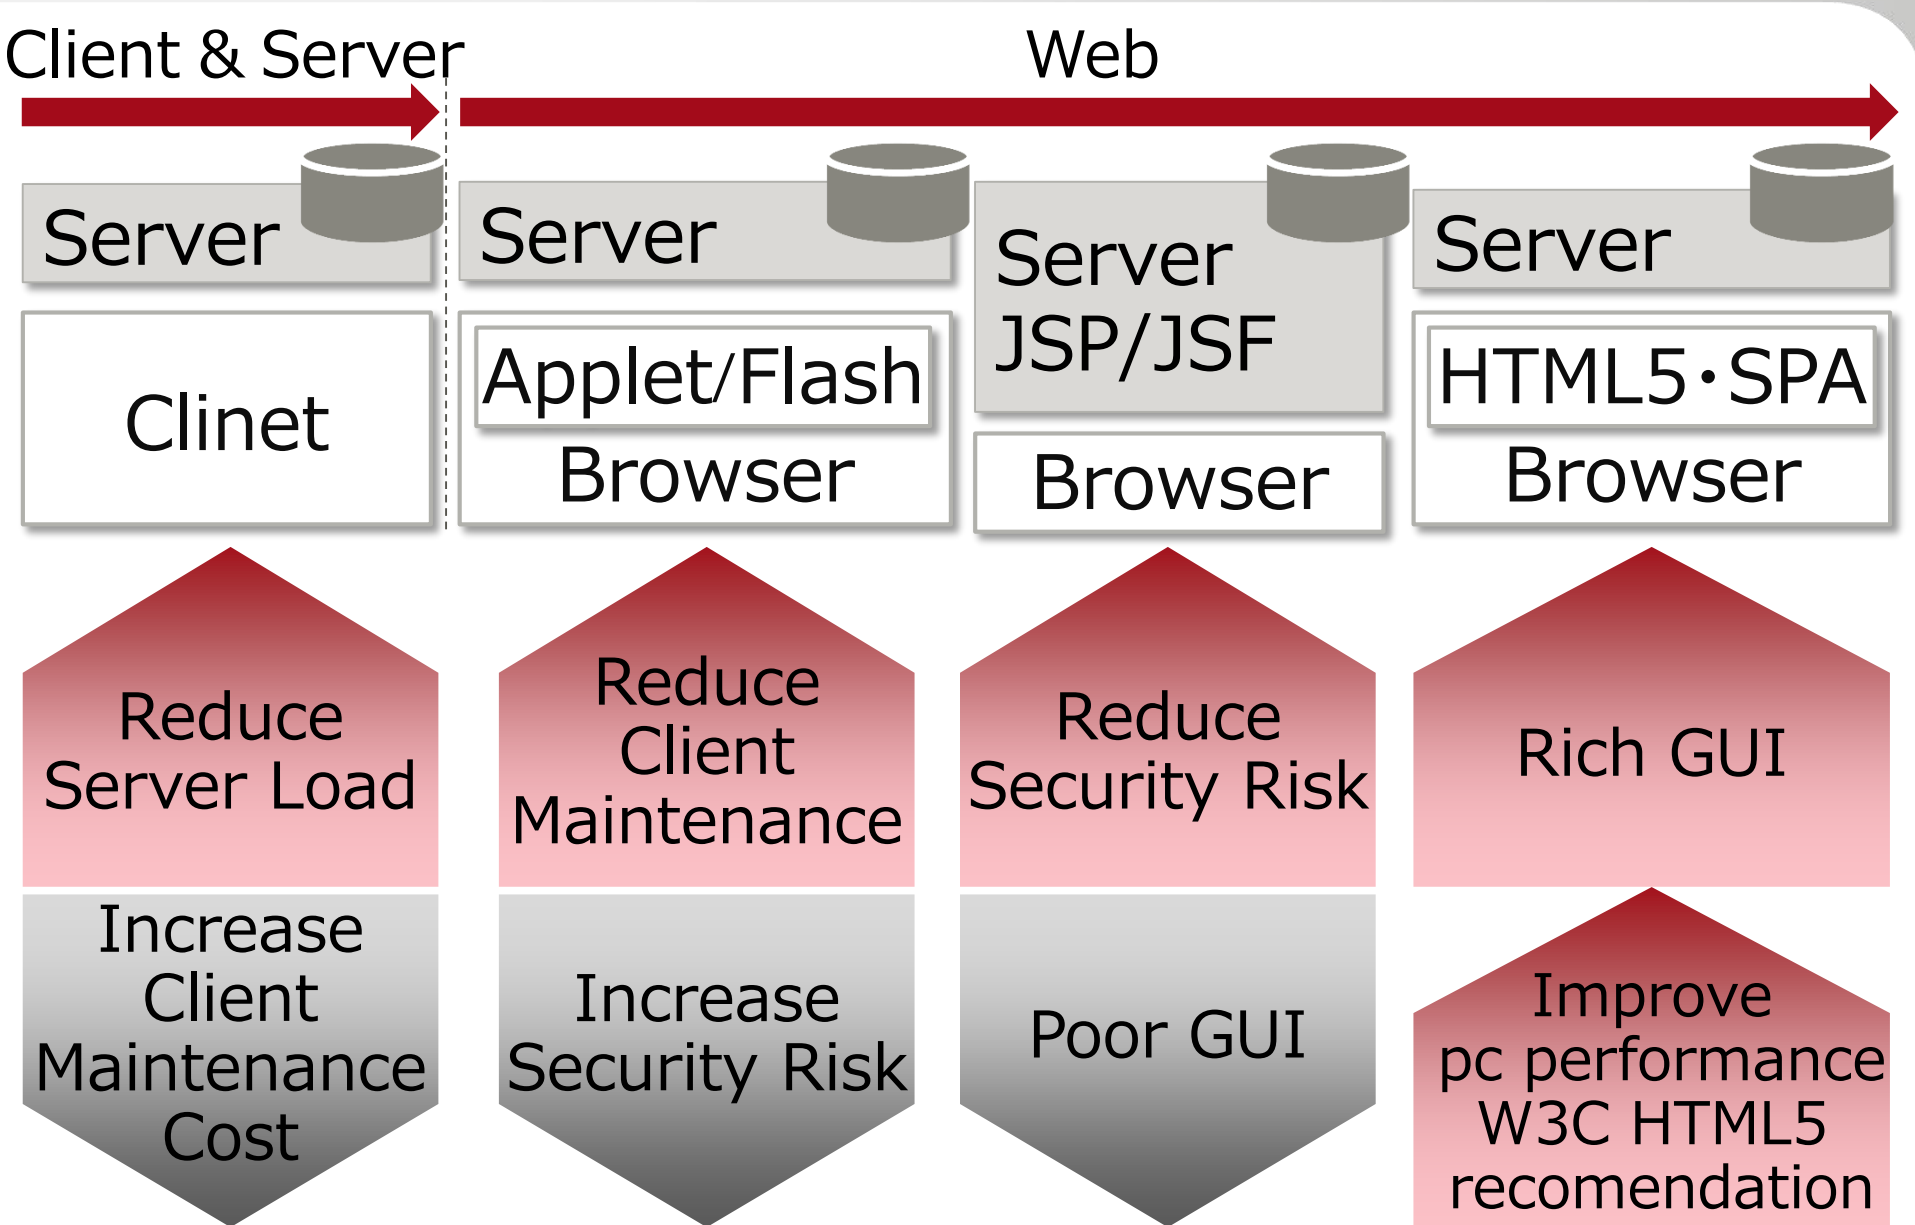 Client & Server
Web
Server
Clinet
Server
Applet/Flash
Browser
Server
JSP/JSF
Browser
Server
HTML5・SPA
Browser
Reduce
Server Load
Increase
Client
Maintenance
Cost
Reduce
Client
Maintenance
Increase
Security Risk
Reduce
Security Risk
Poor GUI
Rich GUI
Improve
pc performance
W3C HTML5
recomendation